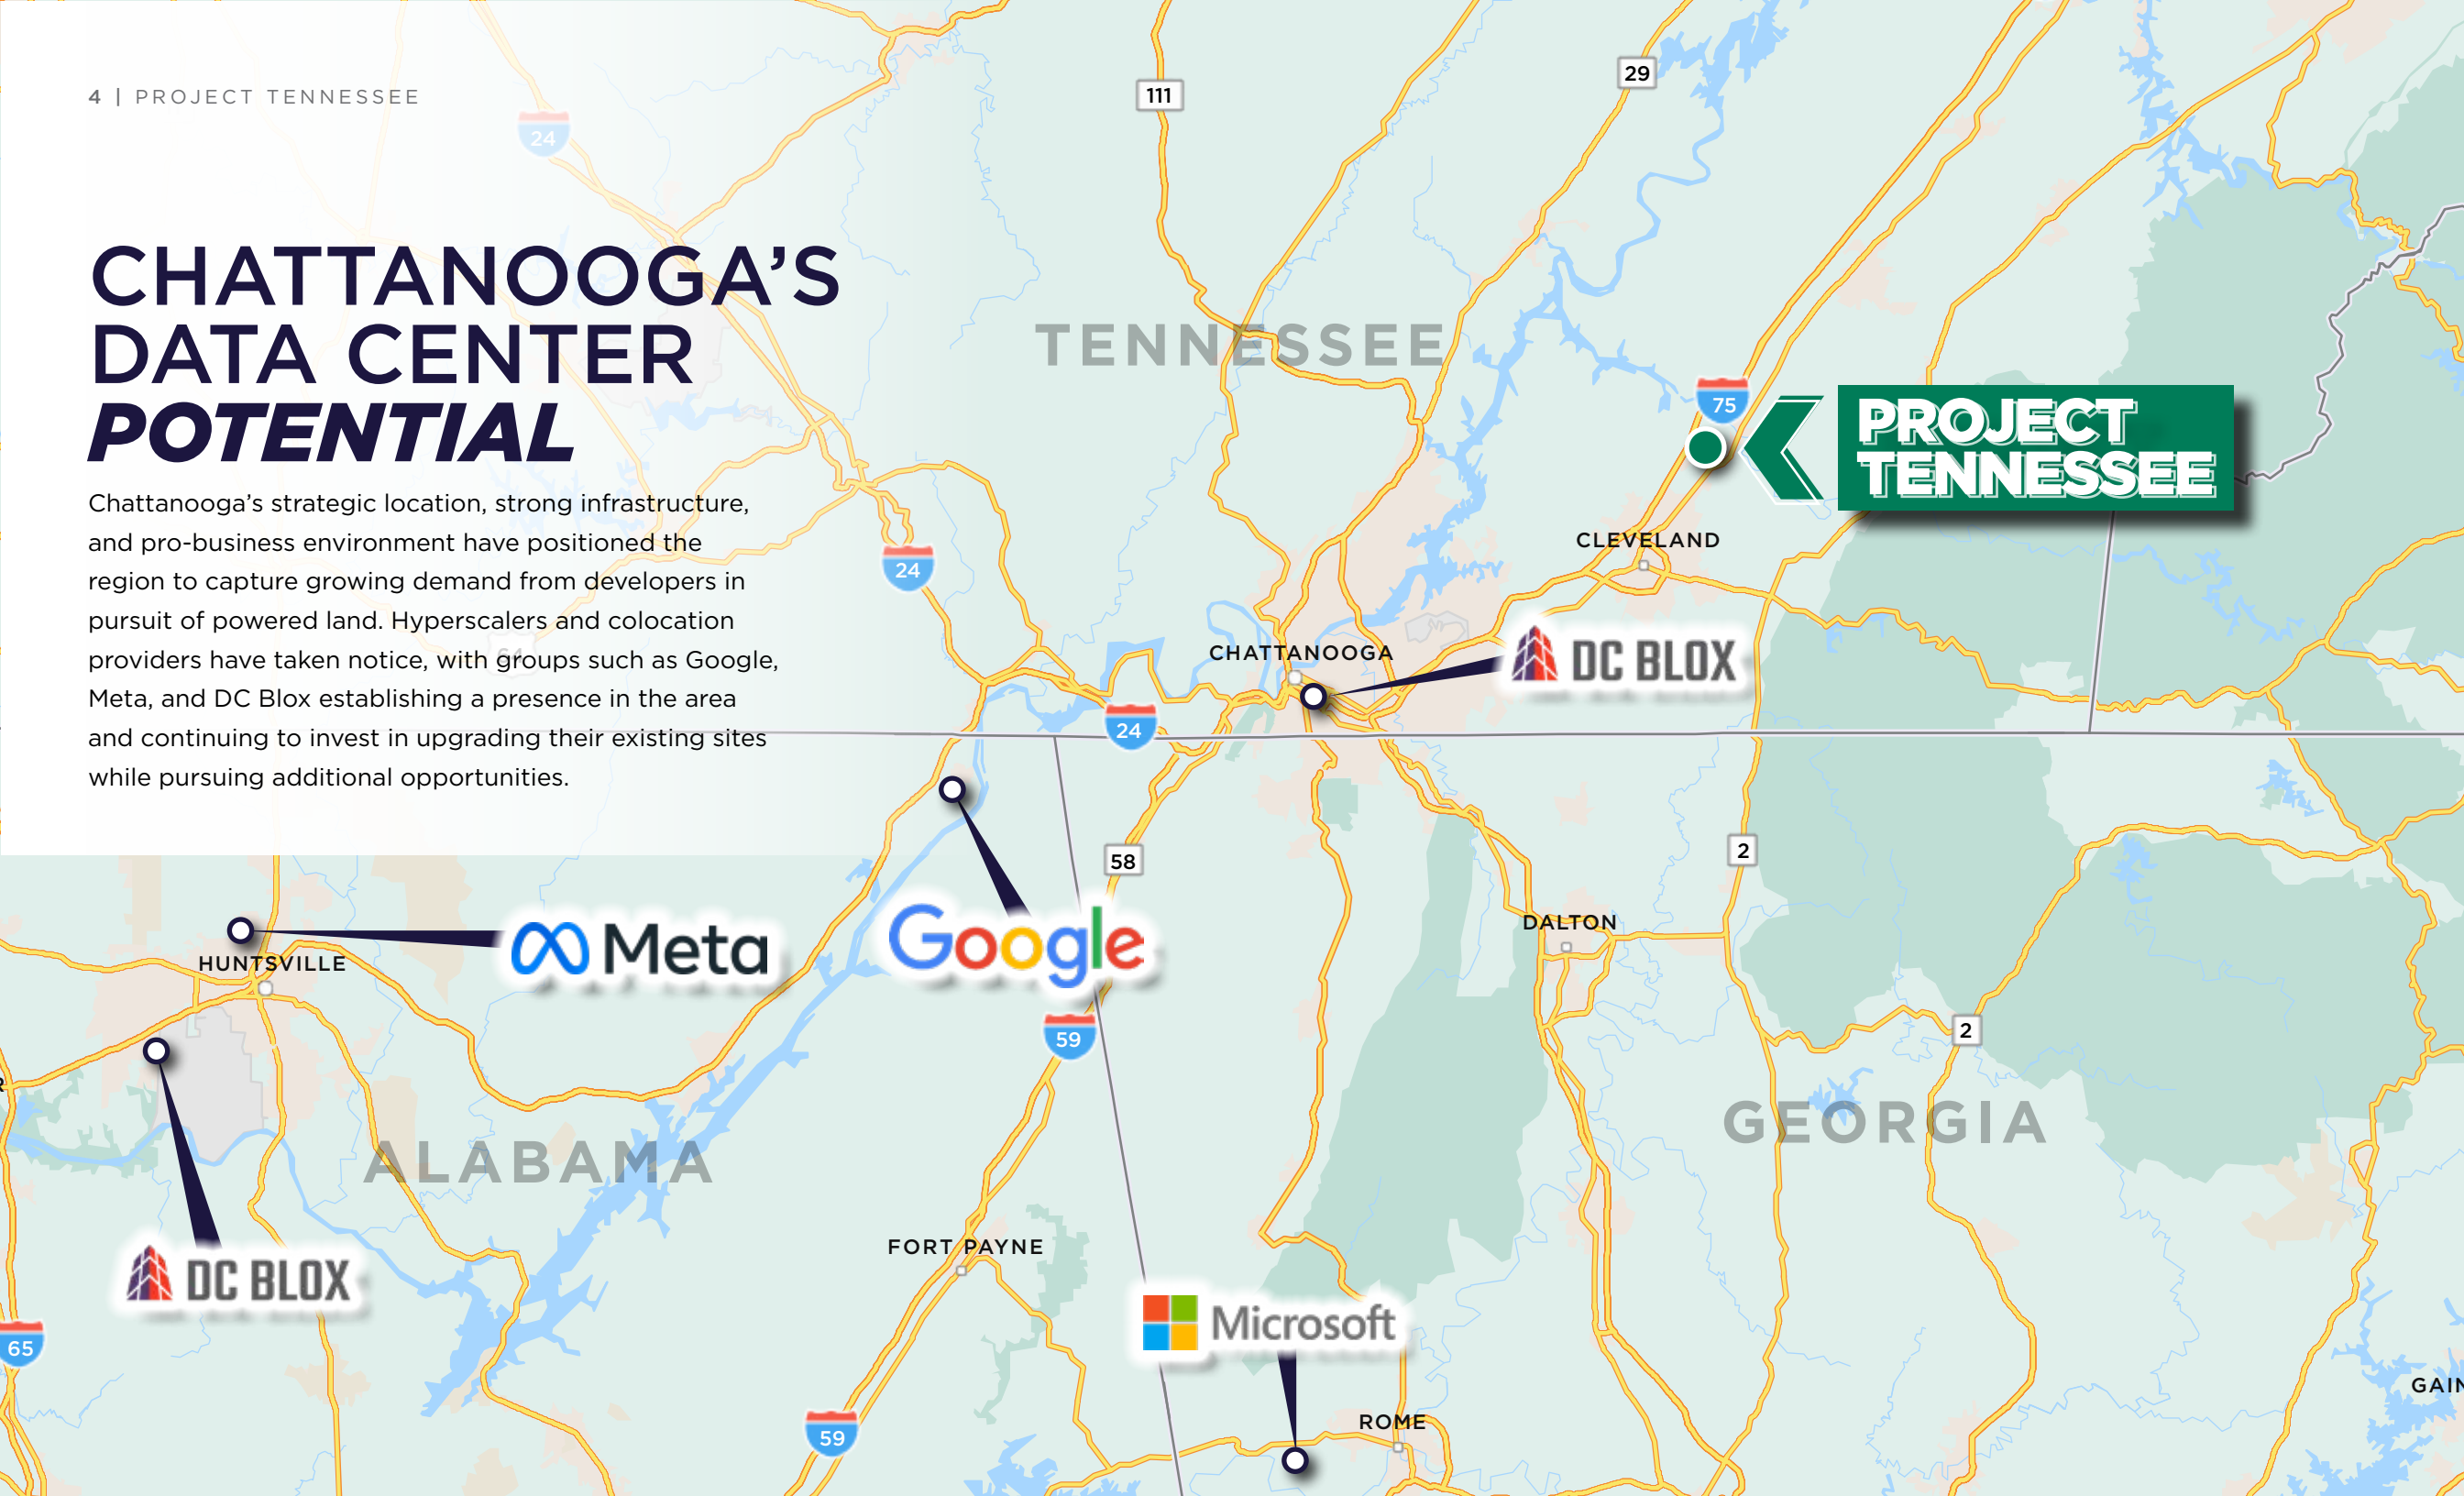 4 | PROJECT TENNESSEE
CHATTANOOGA'S
DATA CENTER
POTENTIAL
Chattanooga's strategic location, strong infrastructure,
and pro-business environment have positioned the
region to capture growing demand from developers in
pursuit of powered land. Hyperscalers and colocation
providers have taken notice, with groups such as Google,
Meta, and DC Blox establishing a presence in the area
and continuing to invest in upgrading their existing sites
while pursuing additional opportunities.
24
111
29
TENNESSEE
75
PROJECT
TENNESSEE
24
CLEVELAND
64
CHATTANOOGA
DC BLOX
24
58
2
Meta
Google
DALTON
HUNTSVILLE
59
2
ALABAMA
GEORGIA
FORT PAYNE
DC BLOX
Microsoft
65
59
ROME
GAIN